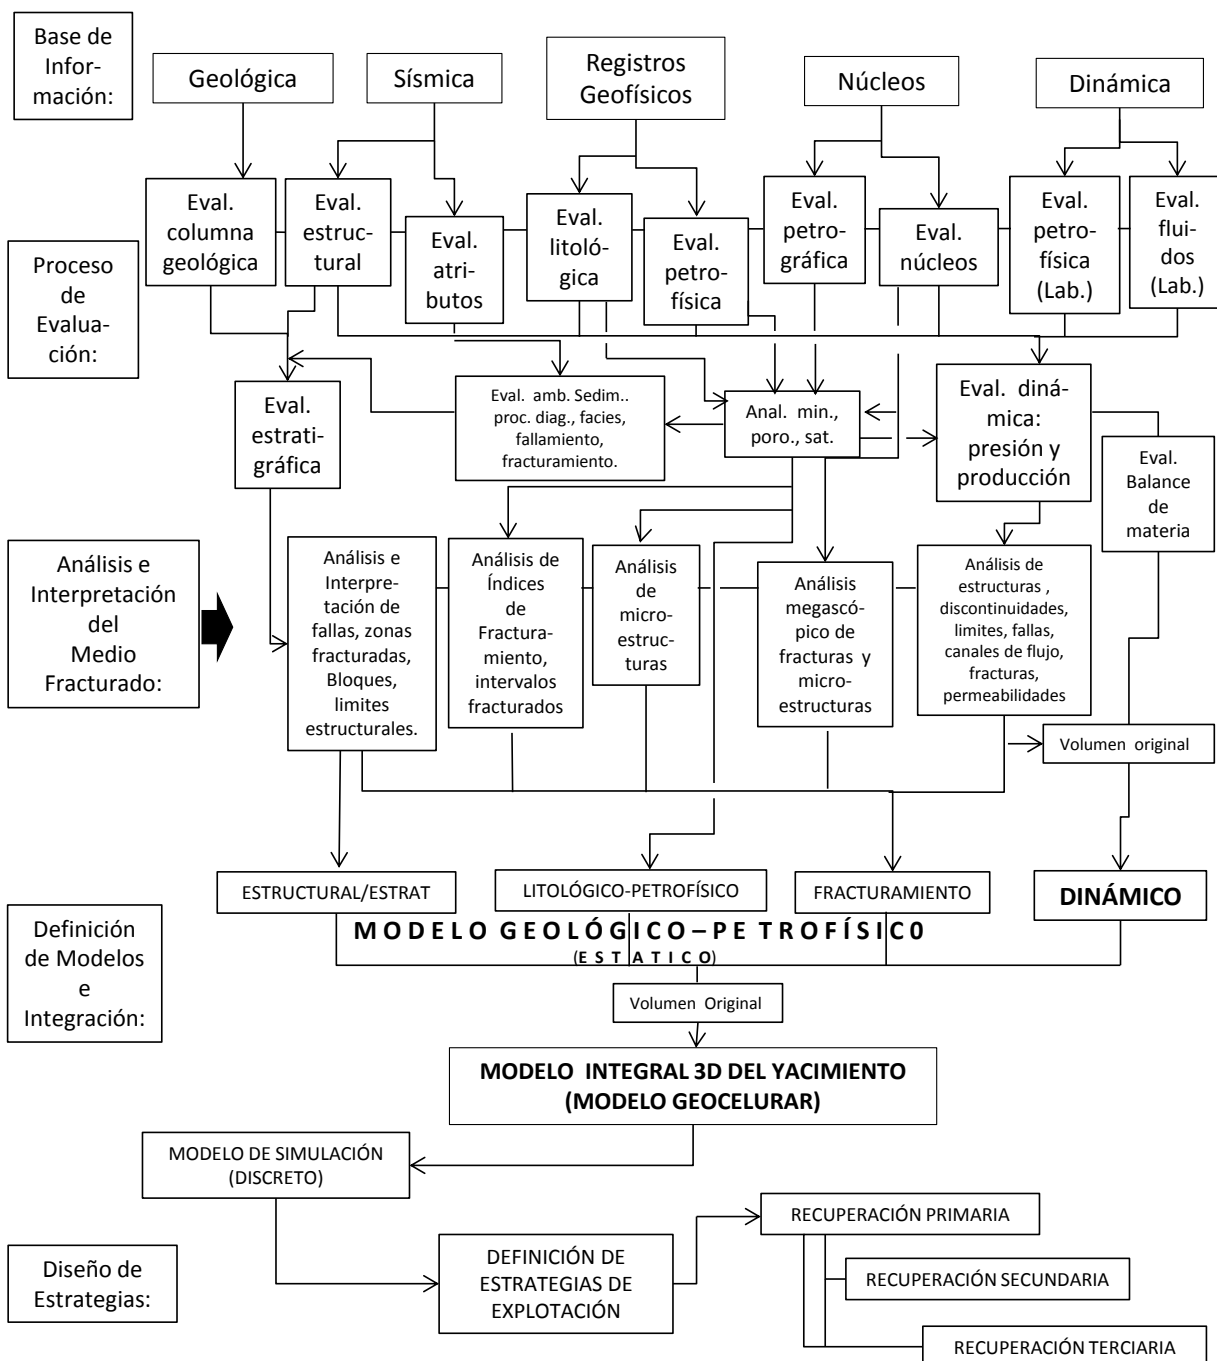 Base de
Infor-
mación:
Geológica
Sísmica
Registros
Geofísicos
Núcleos
Dinámica
Proceso
de
Evalua-
ción:
Eval.
columna
geológica
Eval.
estruc-
tural
Eval.
atri-
butos
Eval.
litoló-
gica
Eval.
petro-
física
Eval.
petro-
gráfica
Eval.
núcleos
Eval.
petro-
física
(Lab.)
Eval.
flui-
dos
(Lab.)
Eval.
estrati-
gráfica
Eval. amb. Sedim..
proc. diag., facies,
fallamiento,
fracturamiento.
Anal. min.,
poro., sat.
Eval. diná-
mica:
presión y
producción
Eval.
Balance
de
materia
Análisis e
Interpretación
del
Medio
Fracturado:
Análisis e
Interpre-
tación de
fallas, zonas
fracturadas,
Bloques,
limites
estructurales.
Análisis de
Índices
de
Fractura-
miento,
intervalos
fracturados
Análisis
de
micro-
estruc-
turas
Análisis
megascó-
pico de
fracturas y
micro-
estructuras
Análisis de
estructuras ,
discontinuidades,
limites, fallas,
canales de flujo,
fracturas,
permeabilidades
Volumen original
Definición
de Modelos
e
Integración:
ESTRUCTURAL/ESTRAT
LITOLÓGICO-PETROFÍSICO
FRACTURAMIENTO
DINÁMICO
M O D E L O G E O L Ó G I C O – P E T R O F Í S I C 0
(E S T A T I C O)
Volumen Original
MODELO INTEGRAL 3D DEL YACIMIENTO
(MODELO GEOCELURAR)
Diseño de
Estrategias:
MODELO DE SIMULACIÓN
(DISCRETO)
DEFINICIÓN DE
ESTRATEGIAS DE
EXPLOTACIÓN
RECUPERACIÓN PRIMARIA
RECUPERACIÓN SECUNDARIA
RECUPERACIÓN TERCIARIA